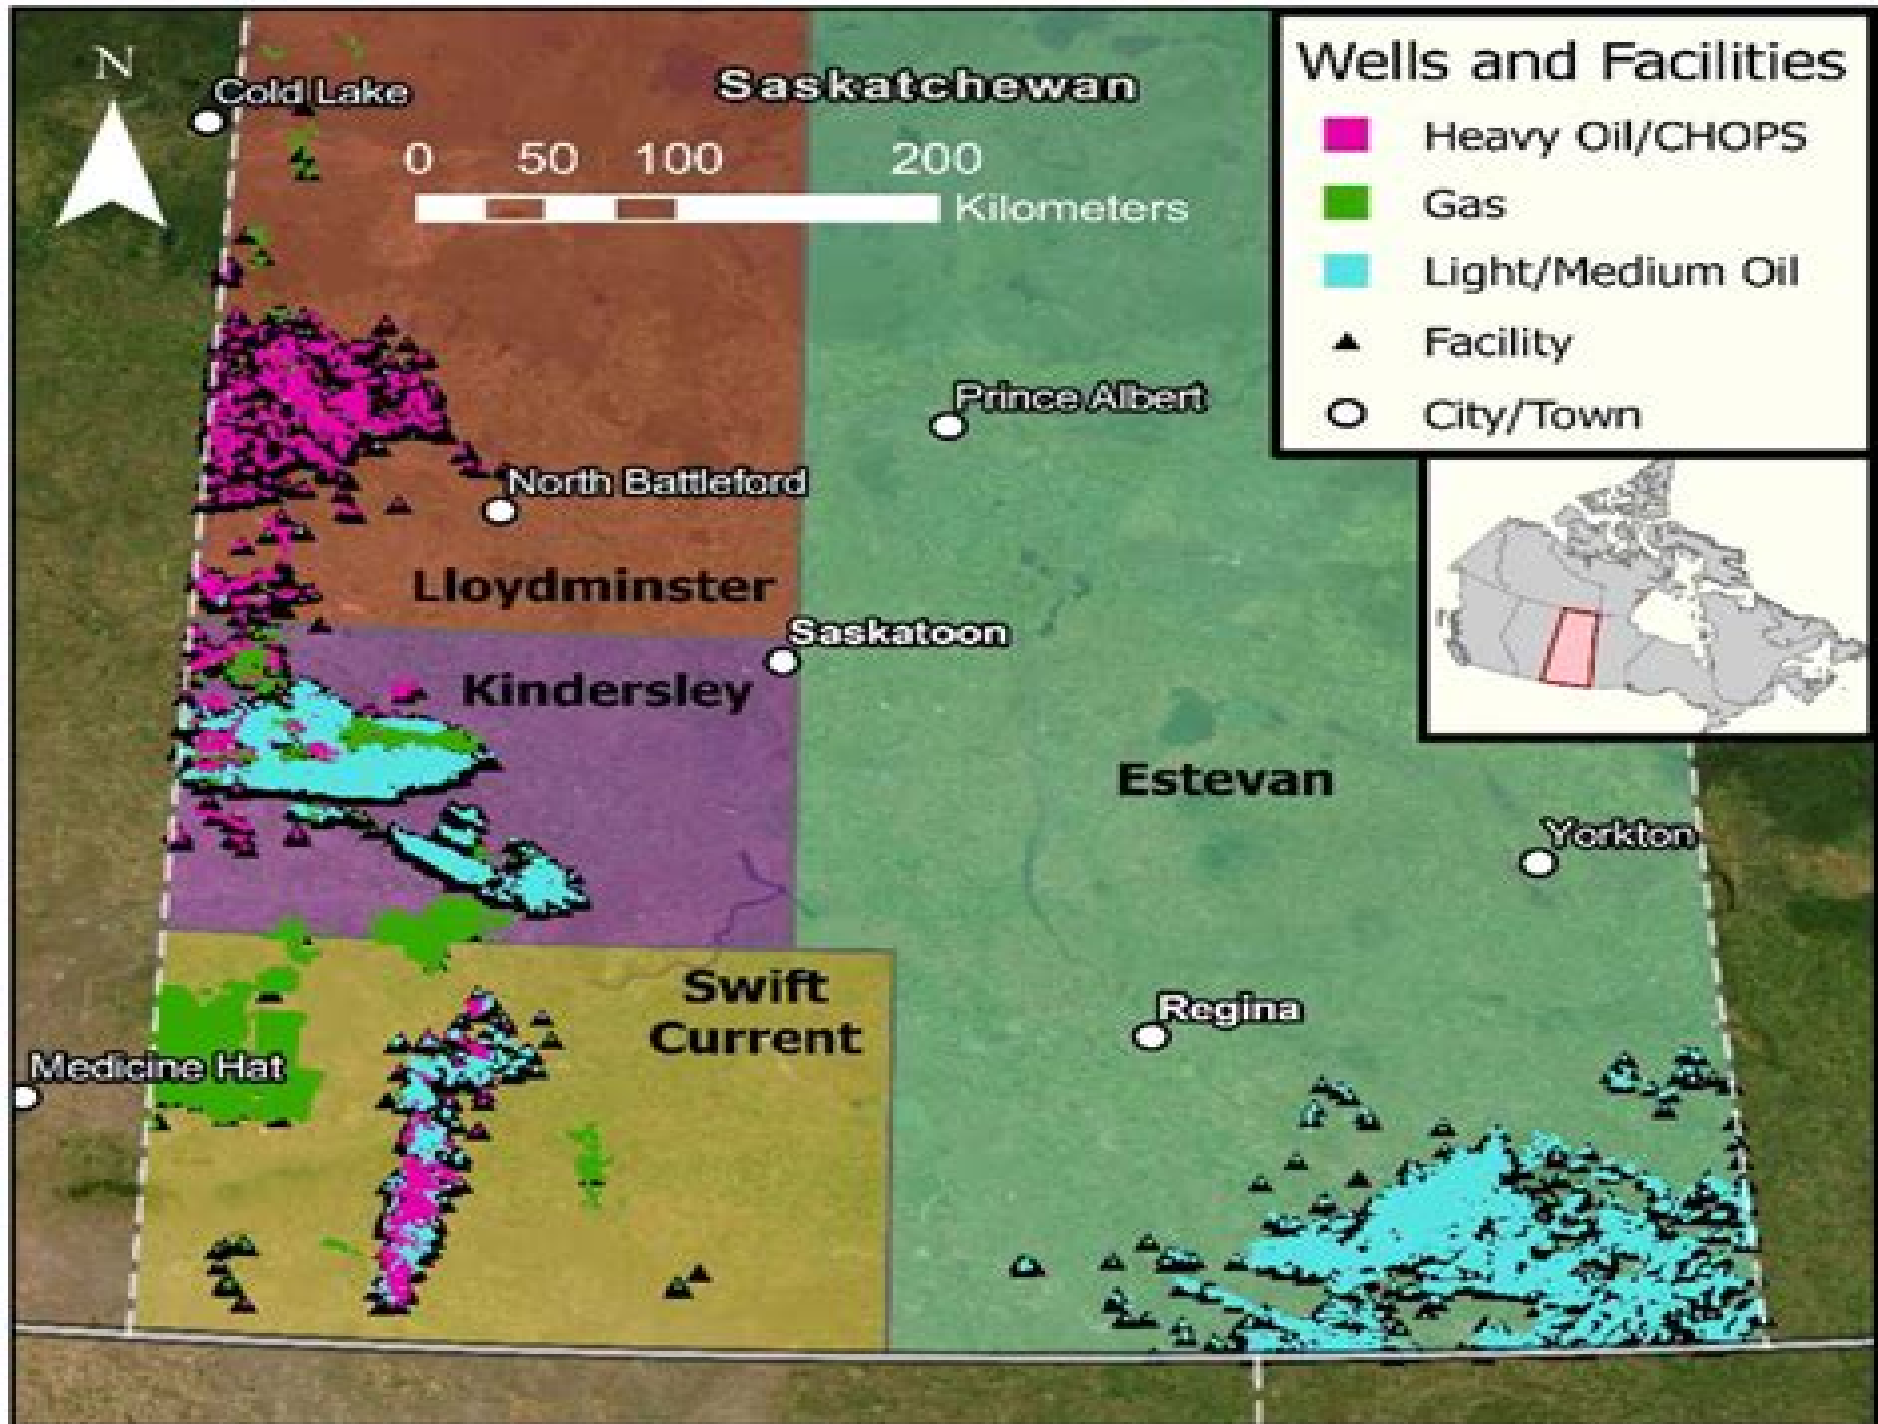 N
Cold Lake
Saskatchewan
0 50 100 200
Kilometers
Wells and Facilities
Heavy Oil/CHOPS
Gas
Light/Medium Oil
Facility
City/Town
Prince Albert
North Battleford
Lloydminster
Saskatoon
Kindersley
Estevan
Yorkton
Swift
Current
Regina
Medicine Hat